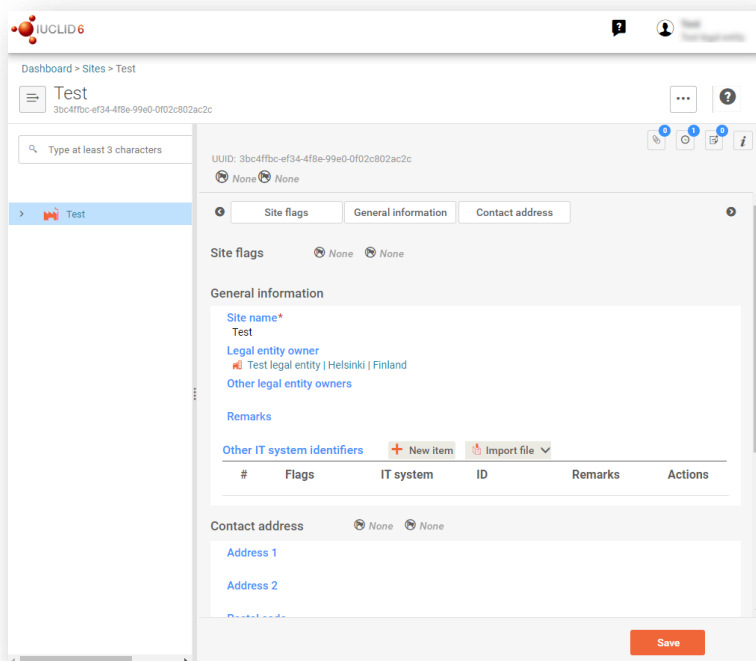 IUCLID 6
?
Dashboard > Sites > Test
Test
3bc4ffbc-ef34-4f8e-99e0-0f02c802ac2c
...
?
Type at least 3 characters
0 1 0
i
UUID: 3bc4ffbc-ef34-4f8e-99e0-0f02c802ac2c
None None
Test
Site flags General information Contact address
Site flags None None
General information
Site name*
Test
Legal entity owner
Test legal entity | Helsinki | Finland
Other legal entity owners
Remarks
Other IT system identifiers + New item Import file
# Flags IT system ID Remarks Actions
Contact address None None
Address 1
Address 2
Postal code
Save